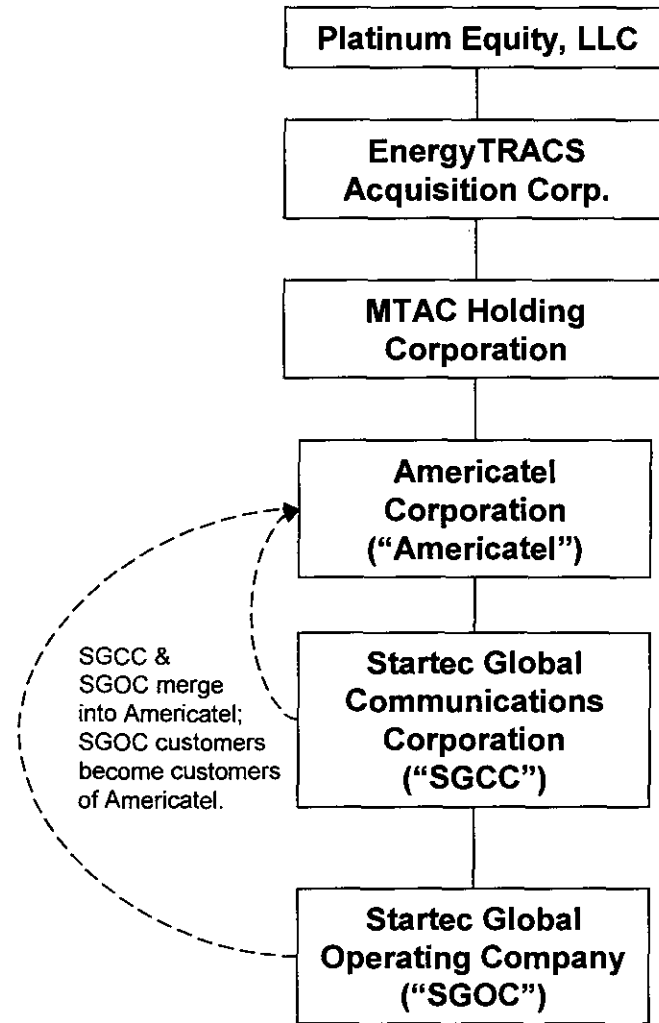 Platinum Equity, LLC
EnergyTRACS
Acquisition Corp.
MTAC Holding
Corporation
Americatel
Corporation
(“Americatel”)
SGCC &
SGOC merge
into Americatel;
SGOC customers
become customers
of Americatel.
Startec Global
Communications
Corporation
(“SGCC”)
Startec Global
Operating Company
(“SGOC”)